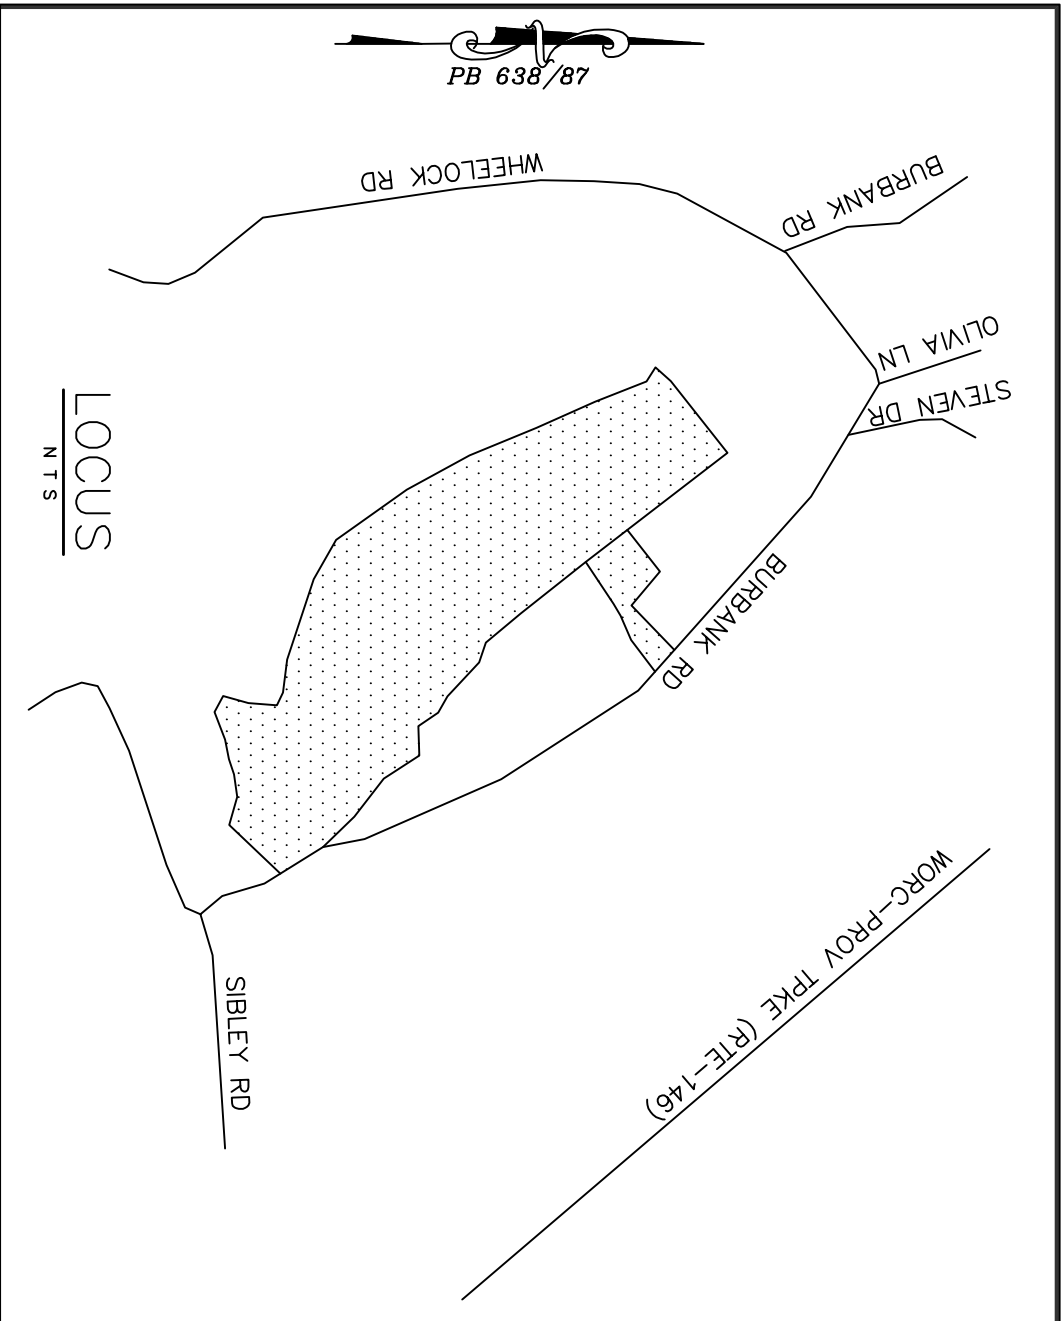 PB 638/87
WHEELOCK RD
BURBANK RD
OLIVIA LN
STEVEN DR
BURBANK RD
WORC-PROV TPKE (RTE-146)
SIBLEY RD
LOCUS
N T S